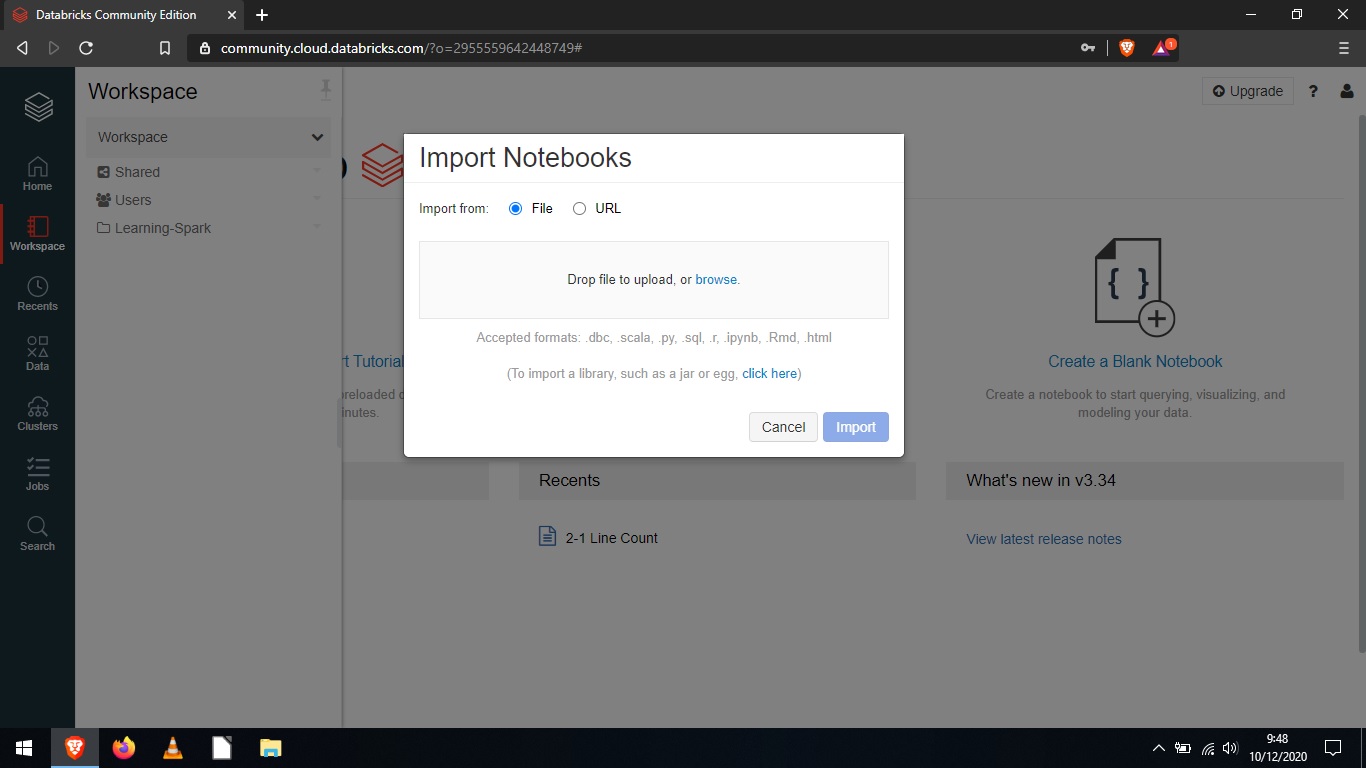 Databricks Community Edition
community.cloud.databricks.com/?o=2955559642448749#
1
Workspace
Upgrade
?
Workspace
Shared
Users
Learning-Spark
Home
Workspace
Recents
Data
Clusters
Jobs
Search
Import Notebooks
Import from: File URL
Drop file to upload, or browse.
Accepted formats: .dbc, .scala, .py, .sql, .r, .ipynb, .Rmd, .html
(To import a library, such as a jar or egg, click here)
Cancel Import
Tutorial
Create a Blank Notebook
Create a notebook to start querying, visualizing, and
modeling your data.
Recents
2-1 Line Count
What's new in v3.34
View latest release notes
9:48
10/12/2020